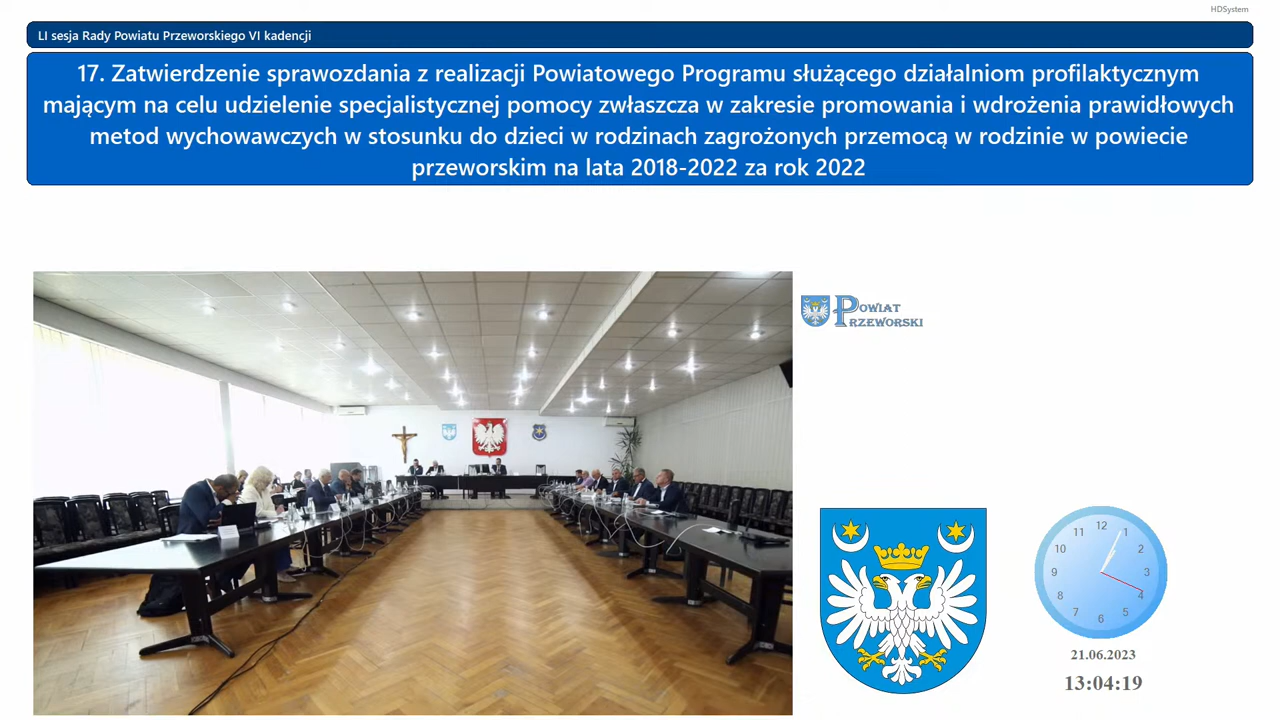 HDSystem
LI sesja Rady Powiatu Przeworskiego VI kadencji
17. Zatwierdzenie sprawozdania z realizacji Powiatowego Programu służącego działalniom profilaktycznym
mającym na celu udzielenie specjalistycznej pomocy zwłaszcza w zakresie promowania i wdrożenia prawidłowych
metod wychowawczych w stosunku do dzieci w rodzinach zagrożonych przemocą w rodzinie w powiecie
przeworskim na lata 2018-2022 za rok 2022
POWIAT
PRZEWORSKI
12
11 1
10 2
9 3
8 4
7 5
6
21.06.2023
13:04:19